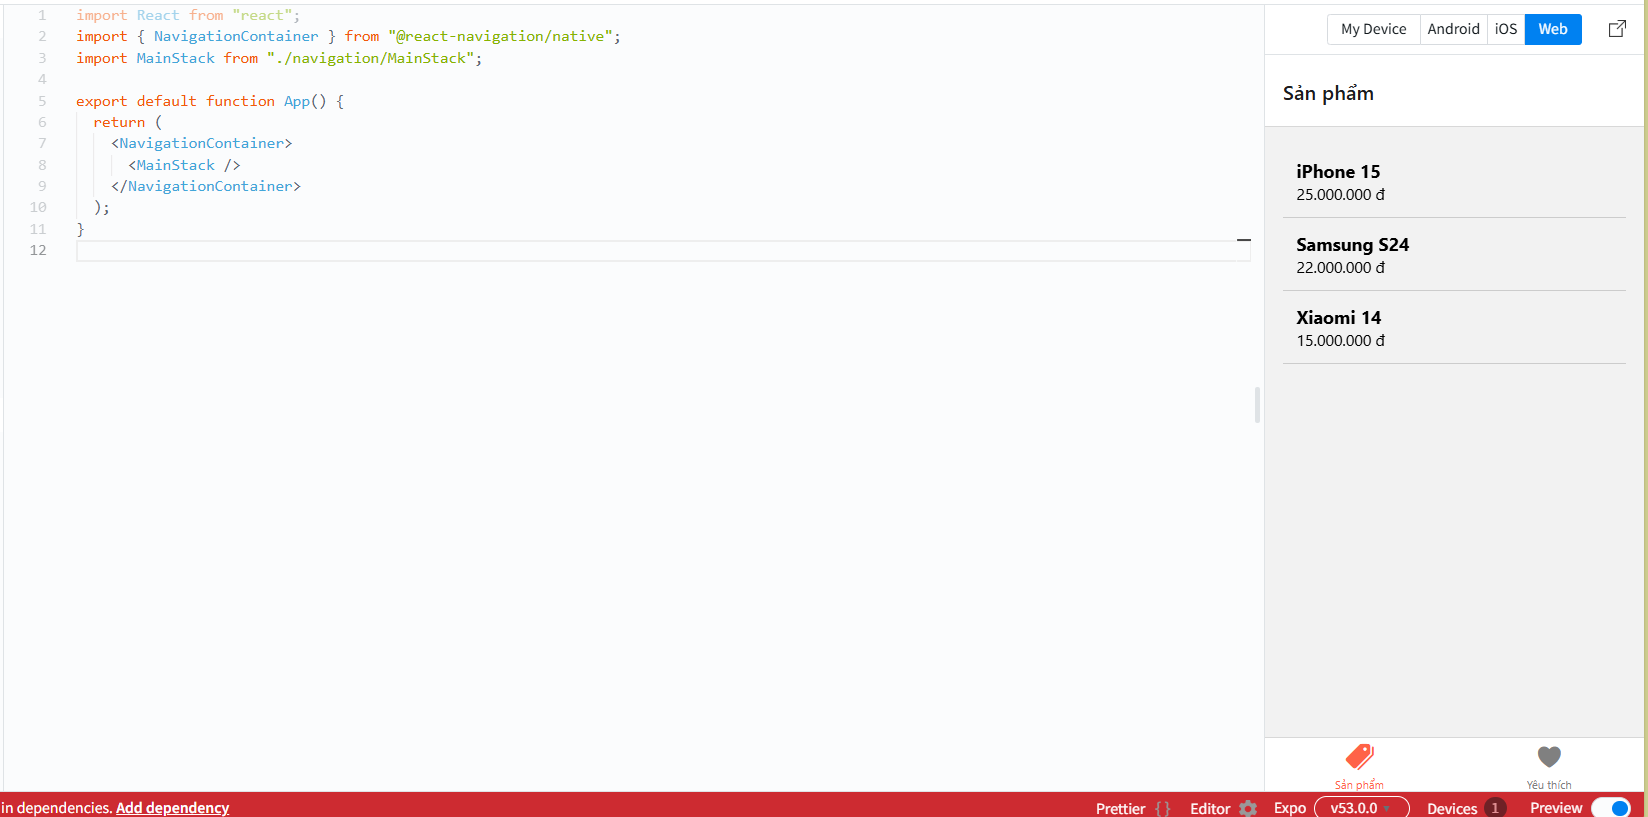 1 import React from "react";
2 import { NavigationContainer } from "@react-navigation/native";
3 import MainStack from "./navigation/MainStack";
4
5 export default function App() {
6 return (
7 <NavigationContainer>
8 <MainStack />
9 </NavigationContainer>
10 );
11 }
12
My Device Android iOS Web
Sản phẩm
iPhone 15
25.000.000 đ
Samsung S24
22.000.000 đ
Xiaomi 14
15.000.000 đ
Sản phẩm Yêu thích
in dependencies. Add dependency Prettier {} Editor Expo v53.0.0 Devices 1 Preview